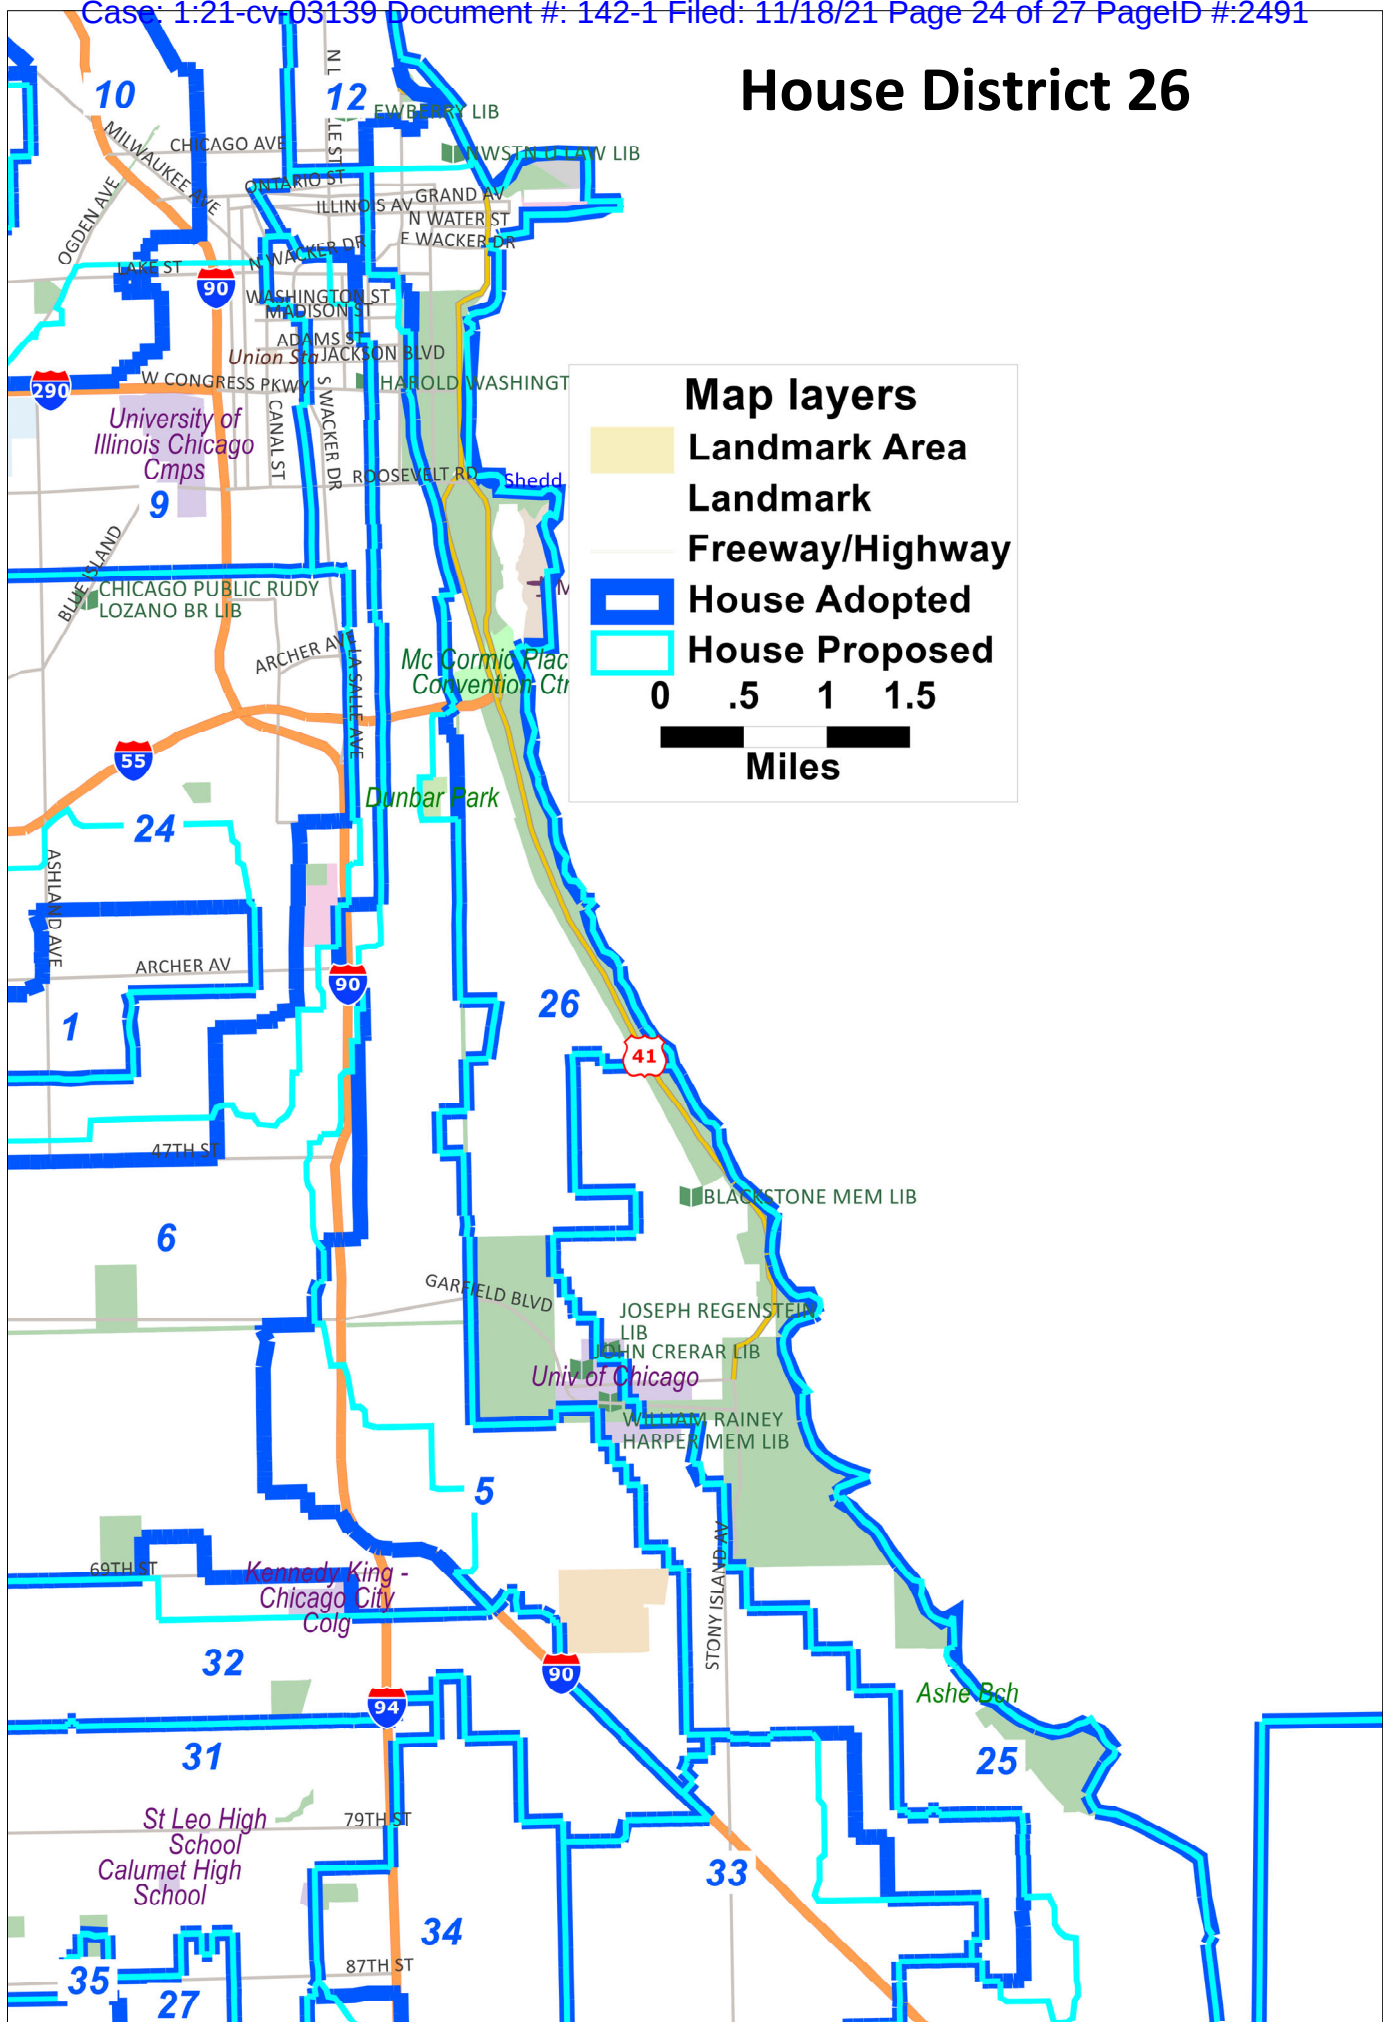 Case: 1:21-cv-03139 Document #: 142-1 Filed: 11/18/21 Page 24 of 27 PageID #:2491
House District 26
10
12
N L
LE ST
EWBERRY LIB
MILWAUKEE AVE
CHICAGO AVE
NWSTN U LAW LIB
OGDEN AVE
ONTARIO ST
GRAND AV
ILLINOIS AV
N WATER ST
E WACKER DR
N WACKER DR
LAKE ST
90
WASHINGTON ST
MADISON ST
ADAMS ST
Union Sta
JACKSON BLVD
290
W CONGRESS PKWY
HAROLD WASHINGT
University of
Illinois Chicago
Cmps
CANAL ST
S WACKER DR
ROOSEVELT RD
Shedd
9
Map layers
Landmark Area
Landmark
Freeway/Highway
House Adopted
House Proposed
0 .5 1 1.5
Miles
BLUE ISLAND
CHICAGO PUBLIC RUDY
LOZANO BR LIB
M
ARCHER AVE
LA SALLE AVE
Mc Cormic Plac
Convention Ctr
55
Dunbar Park
24
ASHLAND AVE
ARCHER AV
90
1
26
41
47TH ST
BLACKSTONE MEM LIB
6
GARFIELD BLVD
JOSEPH REGENSTEIN
LIB
JOHN CRERAR LIB
Univ of Chicago
WILLIAM RAINEY
HARPER MEM LIB
5
STONY ISLAND AV
69TH ST
Kennedy King -
Chicago City
Colg
32
90
94
Ashe Bch
31
25
St Leo High
School
79TH ST
Calumet High
School
33
34
87TH ST
35
27